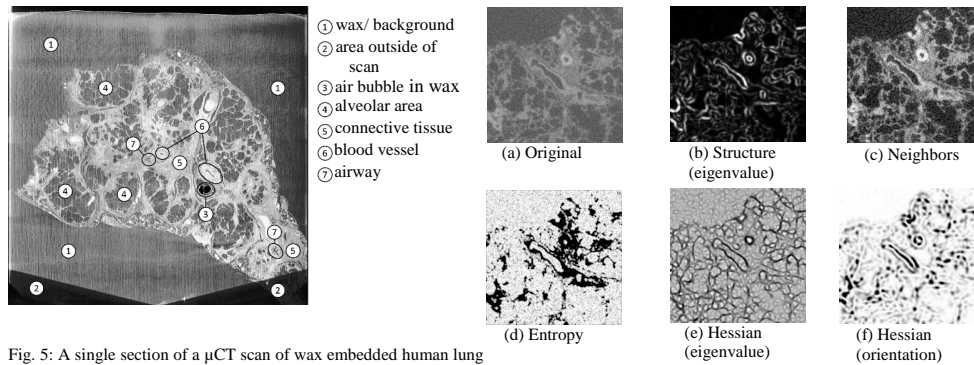 ① wax/ background
② area outside of
scan
③ air bubble in wax
④ alveolar area
⑤ connective tissue
⑥ blood vessel
⑦ airway
① ① ④ ⑥ ⑦ ⑤ ④ ④ ③ ⑦ ⑤ ① ② ②
Fig. 5: A single section of a µCT scan of wax embedded human lung
(a) Original
(b) Structure
(eigenvalue)
(c) Neighbors
(d) Entropy
(e) Hessian
(eigenvalue)
(f) Hessian
(orientation)